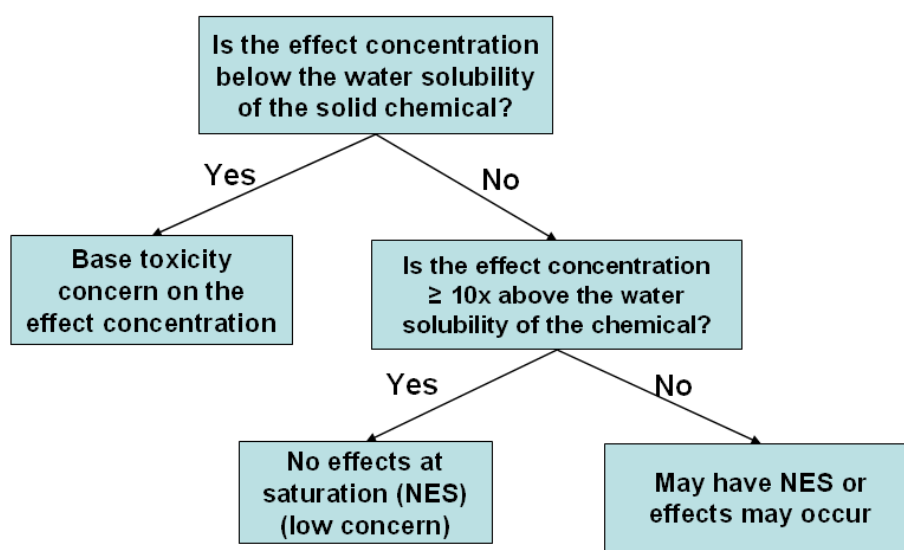 Is the effect concentration
below the water solubility
of the solid chemical?
Yes
No
Base toxicity
concern on the
effect concentration
Is the effect concentration
≥ 10x above the water
solubility of the chemical?
Yes
No
No effects at
saturation (NES)
(low concern)
May have NES or
effects may occur